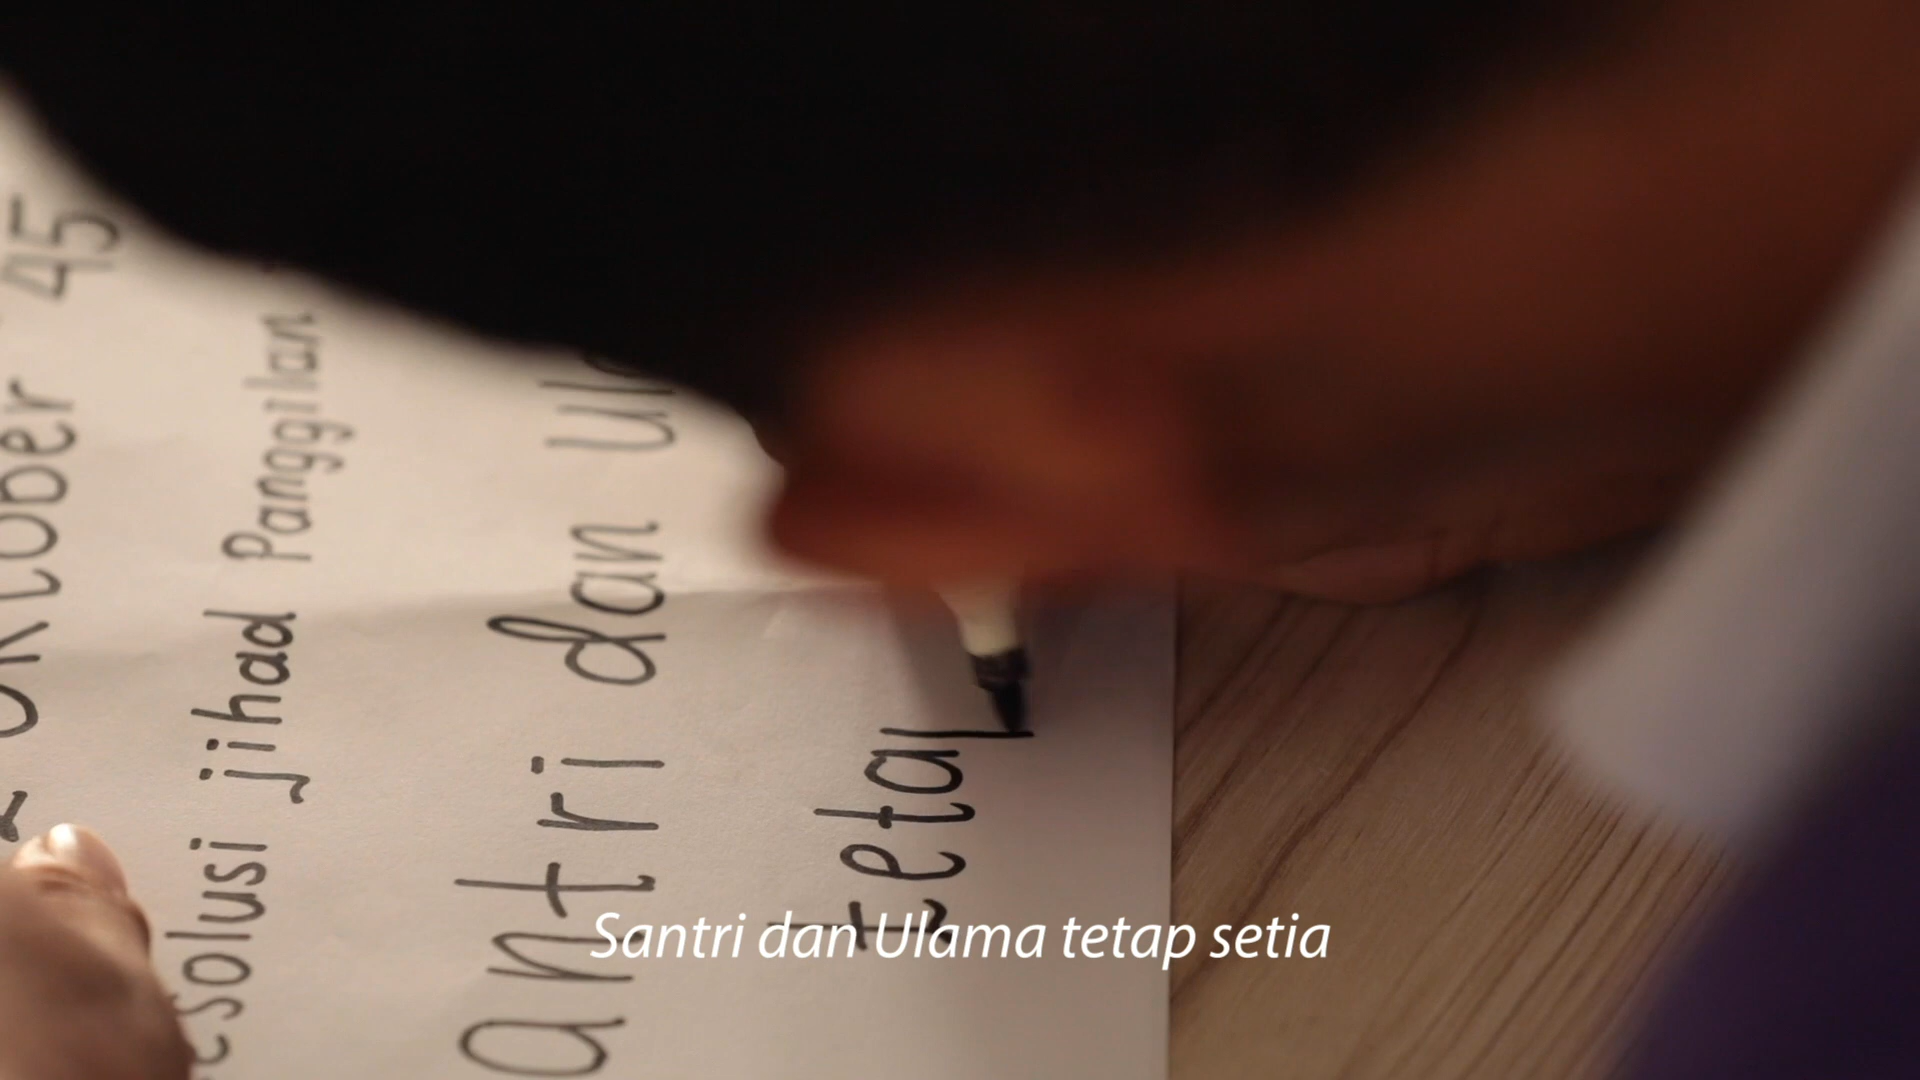 Oktober 45
esolusi jihad Panggilan
antri dan Ul
tetap
Santri dan Ulama tetap setia